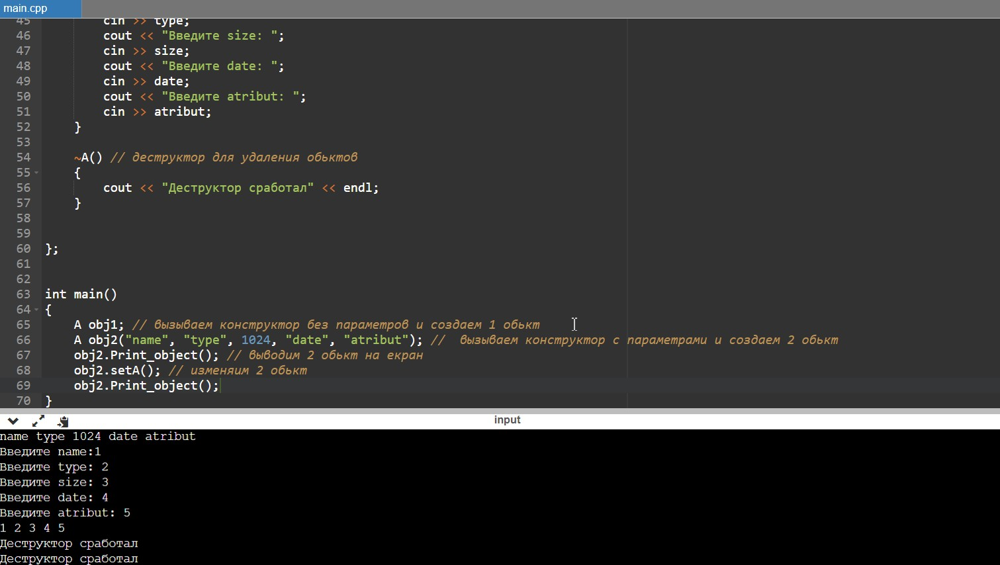 main.cpp
45 cin >> type;
46 cout << "Введите size: ";
47 cin >> size;
48 cout << "Введите date: ";
49 cin >> date;
50 cout << "Введите atribut: ";
51 cin >> atribut;
52 }
53
54 ~A() // деструктор для удаления обьктов
55 {
56 cout << "Деструктор сработал" << endl;
57 }
58
59
60 };
61
62
63 int main()
64 {
65 A obj1; // вызываем конструктор без параметров и создаем 1 обькт
66 A obj2("name", "type", 1024, "date", "atribut"); // вызываем конструктор с параметрами и создаем 2 обькт
67 obj2.Print_object(); // выводим 2 обькт на екран
68 obj2.setA(); // изменяим 2 обькт
69 obj2.Print_object();
70 }
input
name type 1024 date atribut
Введите name:1
Введите type: 2
Введите size: 3
Введите date: 4
Введите atribut: 5
1 2 3 4 5
Деструктор сработал
Деструктор сработал